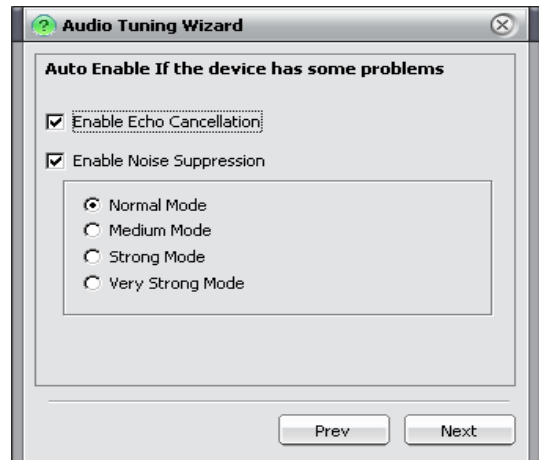 Audio Tuning Wizard
Auto Enable If the device has some problems
Enable Echo Cancellation
Enable Noise Suppression
Normal Mode
Medium Mode
Strong Mode
Very Strong Mode
Prev
Next